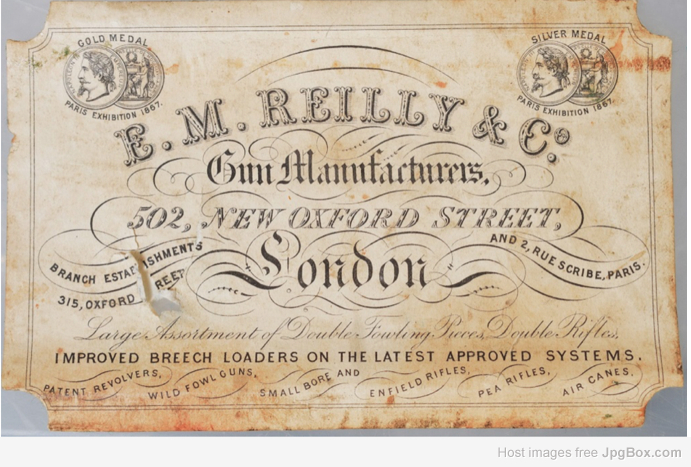 GOLD MEDAL
PARIS EXHIBITION 1867.
SILVER MEDAL
PARIS EXHIBITION 1867.
E. M. REILLY & Co.
Gun Manufacturers,
502, NEW OXFORD STREET,
London
BRANCH ESTABLISHMENTS
315, OXFORD STREET
AND 2, RUE SCRIBE, PARIS.
Large Assortment of Double Fowling Pieces, Double Rifles,
IMPROVED BREECH LOADERS ON THE LATEST APPROVED SYSTEMS.
PATENT REVOLVERS, WILD FOWL GUNS, SMALL BORE AND ENFIELD RIFLES, PEA RIFLES, AIR CANES.
Host images free JpgBox.com